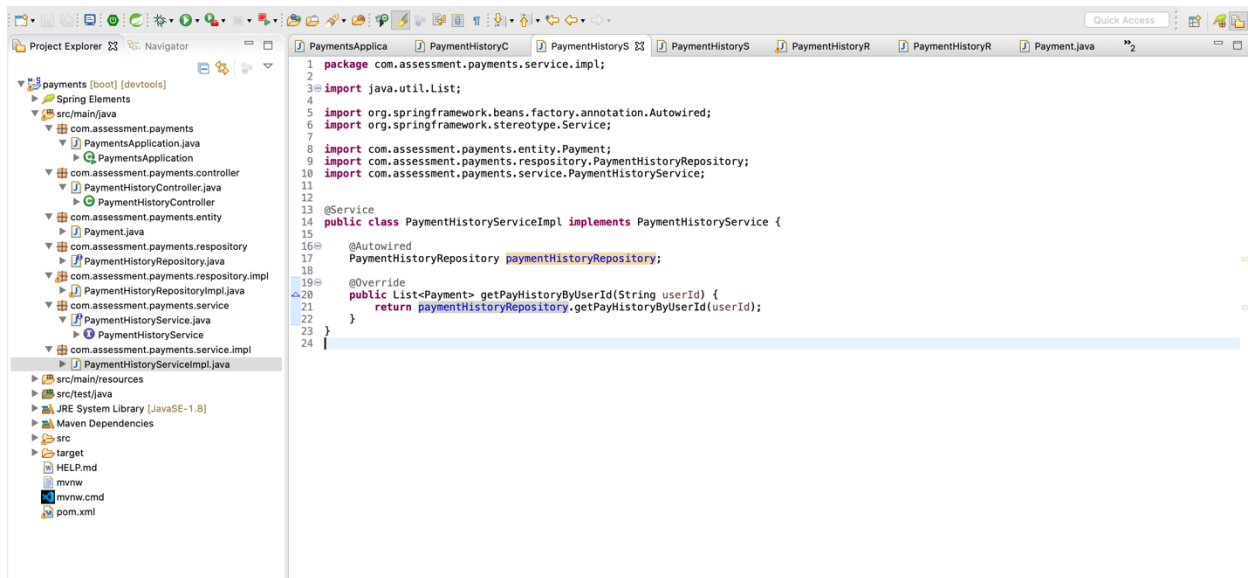 Quick Access
Project Explorer
Navigator
payments [boot] [devtools]
Spring Elements
src/main/java
com.assessment.payments
PaymentsApplication.java
PaymentsApplication
com.assessment.payments.controller
PaymentHistoryController.java
PaymentHistoryController
com.assessment.payments.entity
Payment.java
com.assessment.payments.respository
PaymentHistoryRepository.java
com.assessment.payments.respository.impl
PaymentHistoryRepositoryImpl.java
com.assessment.payments.service
PaymentHistoryService.java
PaymentHistoryService
com.assessment.payments.service.impl
PaymentHistoryServiceImpl.java
src/main/resources
src/test/java
JRE System Library [JavaSE-1.8]
Maven Dependencies
src
target
HELP.md
mvnw
mvnw.cmd
pom.xml
PaymentsApplica
PaymentHistoryC
PaymentHistoryS
PaymentHistoryS
PaymentHistoryR
PaymentHistoryR
Payment.java
»2
1 package com.assessment.payments.service.impl;
2
3 import java.util.List;
4
5 import org.springframework.beans.factory.annotation.Autowired;
6 import org.springframework.stereotype.Service;
7
8 import com.assessment.payments.entity.Payment;
9 import com.assessment.payments.respository.PaymentHistoryRepository;
10 import com.assessment.payments.service.PaymentHistoryService;
11
12
13 @Service
14 public class PaymentHistoryServiceImpl implements PaymentHistoryService {
15
16 @Autowired
17 PaymentHistoryRepository paymentHistoryRepository;
18
19 @Override
20 public List<Payment> getPayHistoryByUserId(String userId) {
21 return paymentHistoryRepository.getPayHistoryByUserId(userId);
22 }
23 }
24